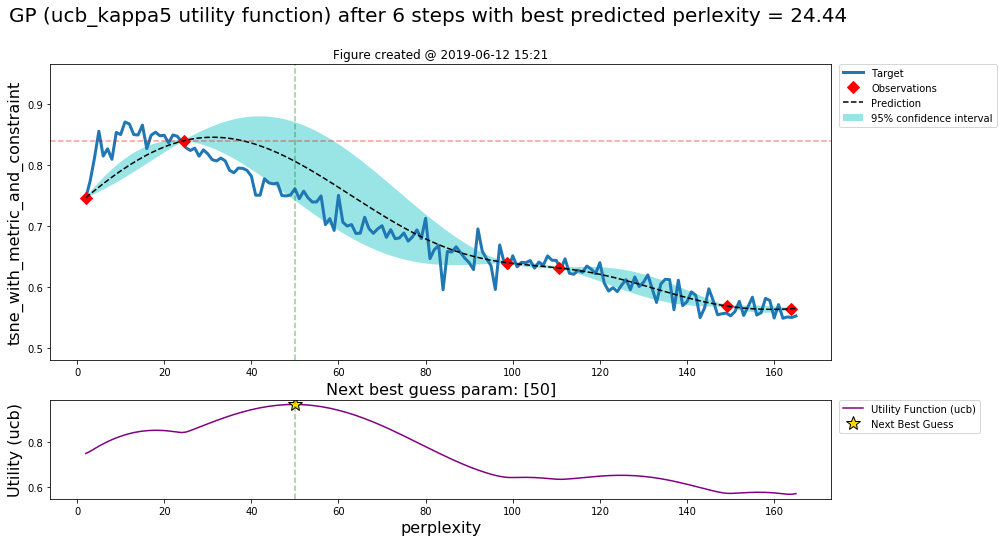 GP (ucb_kappa5 utility function) after 6 steps with best predicted perlexity = 24.44
Figure created @ 2019-06-12 15:21
tsne_with_metric_and_constraint
0.9
0.8
0.7
0.6
0.5
0 20 40 60 80 100 120 140 160
Target
Observations
Prediction
95% confidence interval
Next best guess param: [50]
Utility (ucb)
0.8
0.6
0 20 40 60 80 100 120 140 160
perplexity
Utility Function (ucb)
Next Best Guess